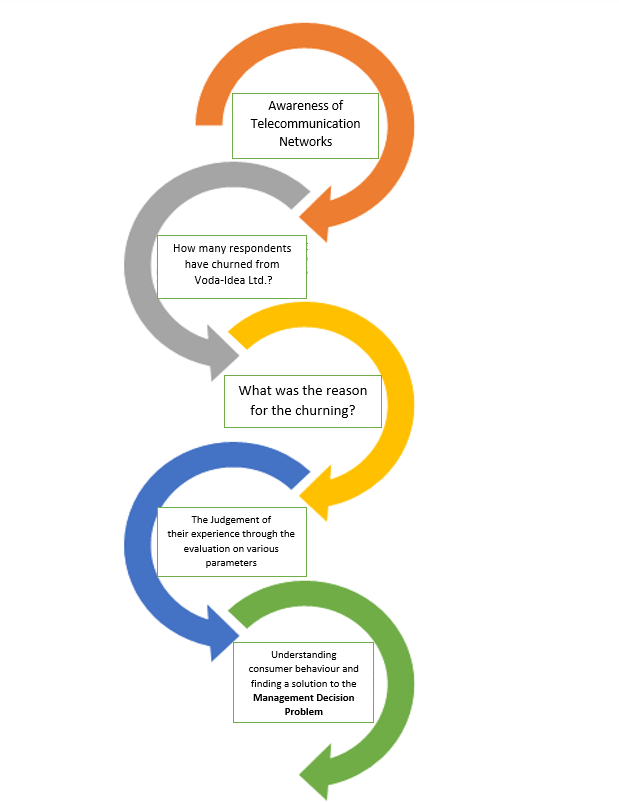 Awareness of
Telecommunication
Networks
How many respondents
have churned from
Voda-Idea Ltd.?
What was the reason
for the churning?
The Judgement of
their experience through the
evaluation on various
parameters
Understanding
consumer behaviour and
finding a solution to the
Management Decision
Problem